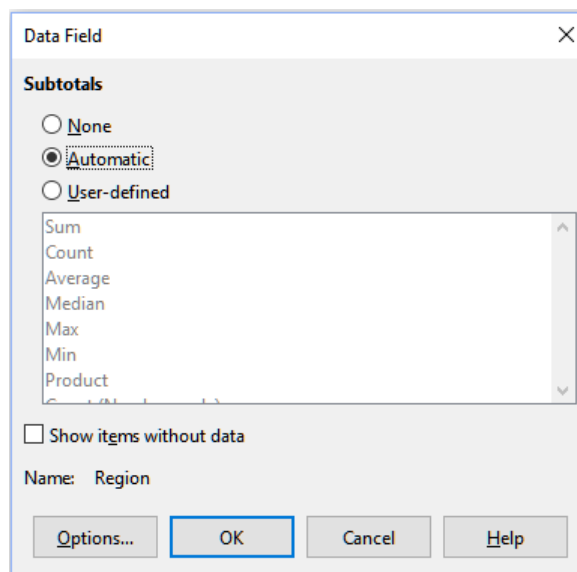 Data Field
Subtotals
None
Automatic
User-defined
Sum
Count
Average
Median
Max
Min
Product
Show items without data
Name: Region
Options... OK Cancel Help